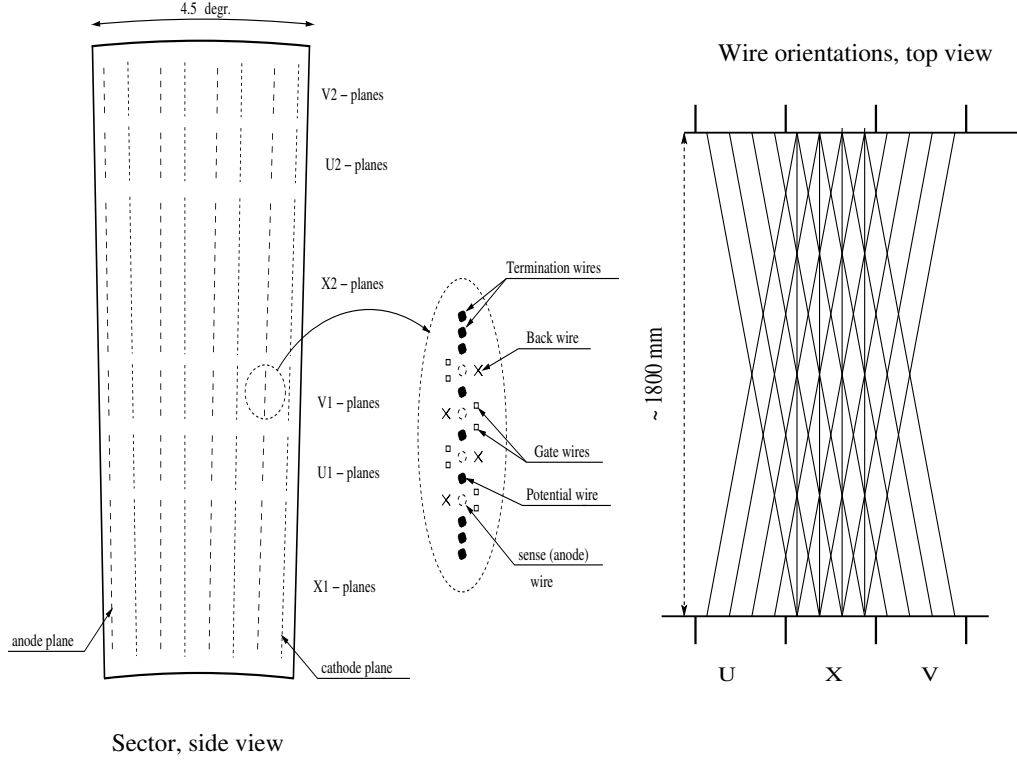 4.5 degr.
V2 – planes
U2 – planes
X2 – planes
V1 – planes
U1 – planes
X1 – planes
anode plane
cathode plane
Sector, side view
Termination wires
Back wire
Gate wires
Potential wire
sense (anode)
wire
Wire orientations, top view
~ 1800 mm
U X V